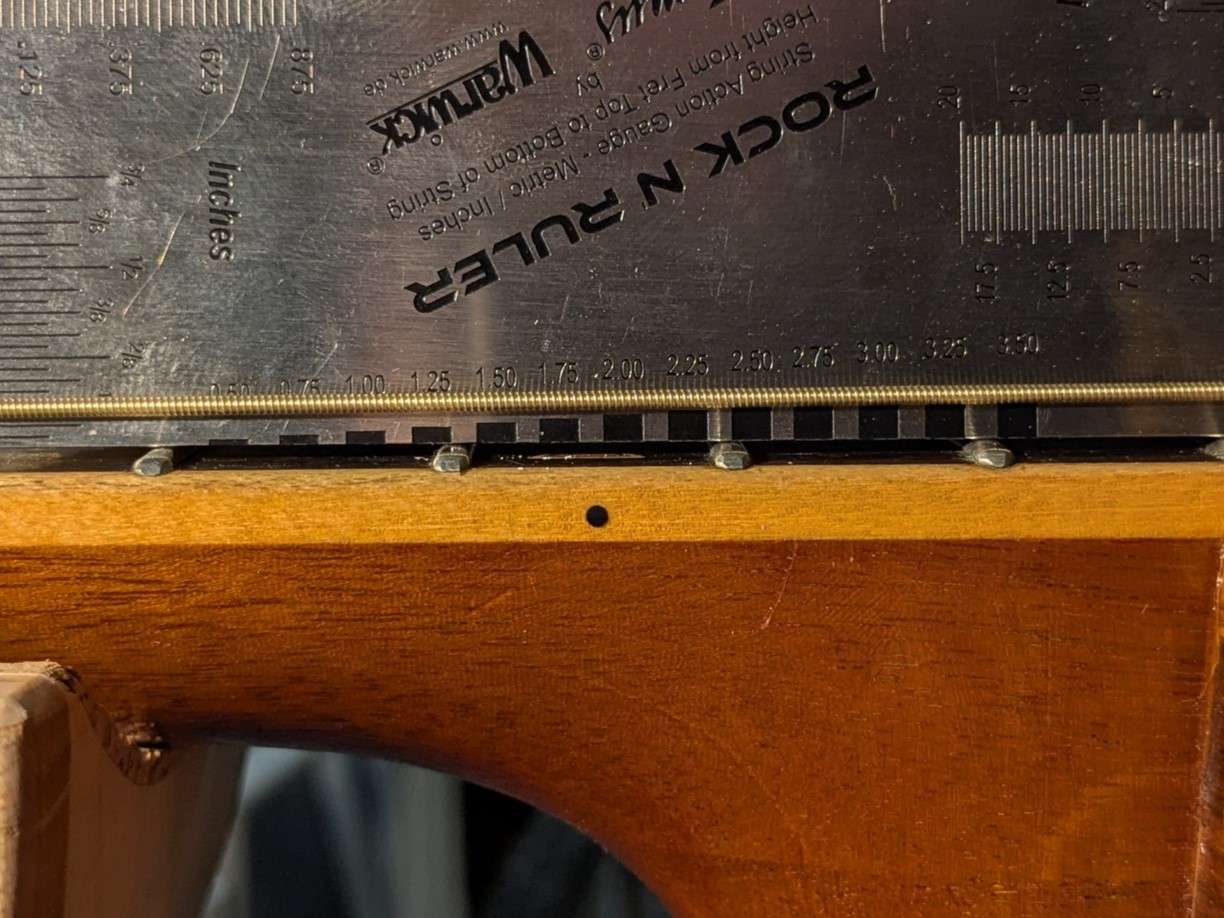 ROCK N' RULER
String Action Gauge - Metric / Inches
Height from Fret Top to Bottom of String
by
Warwick®
www.warwick.de
.125 .375 .625 .875
Inches
20 15 10 5
17.5 12.5 7.5 2.5
0.50 0.75 1.00 1.25 1.50 1.75 2.00 2.25 2.50 2.75 3.00 3.25 3.50